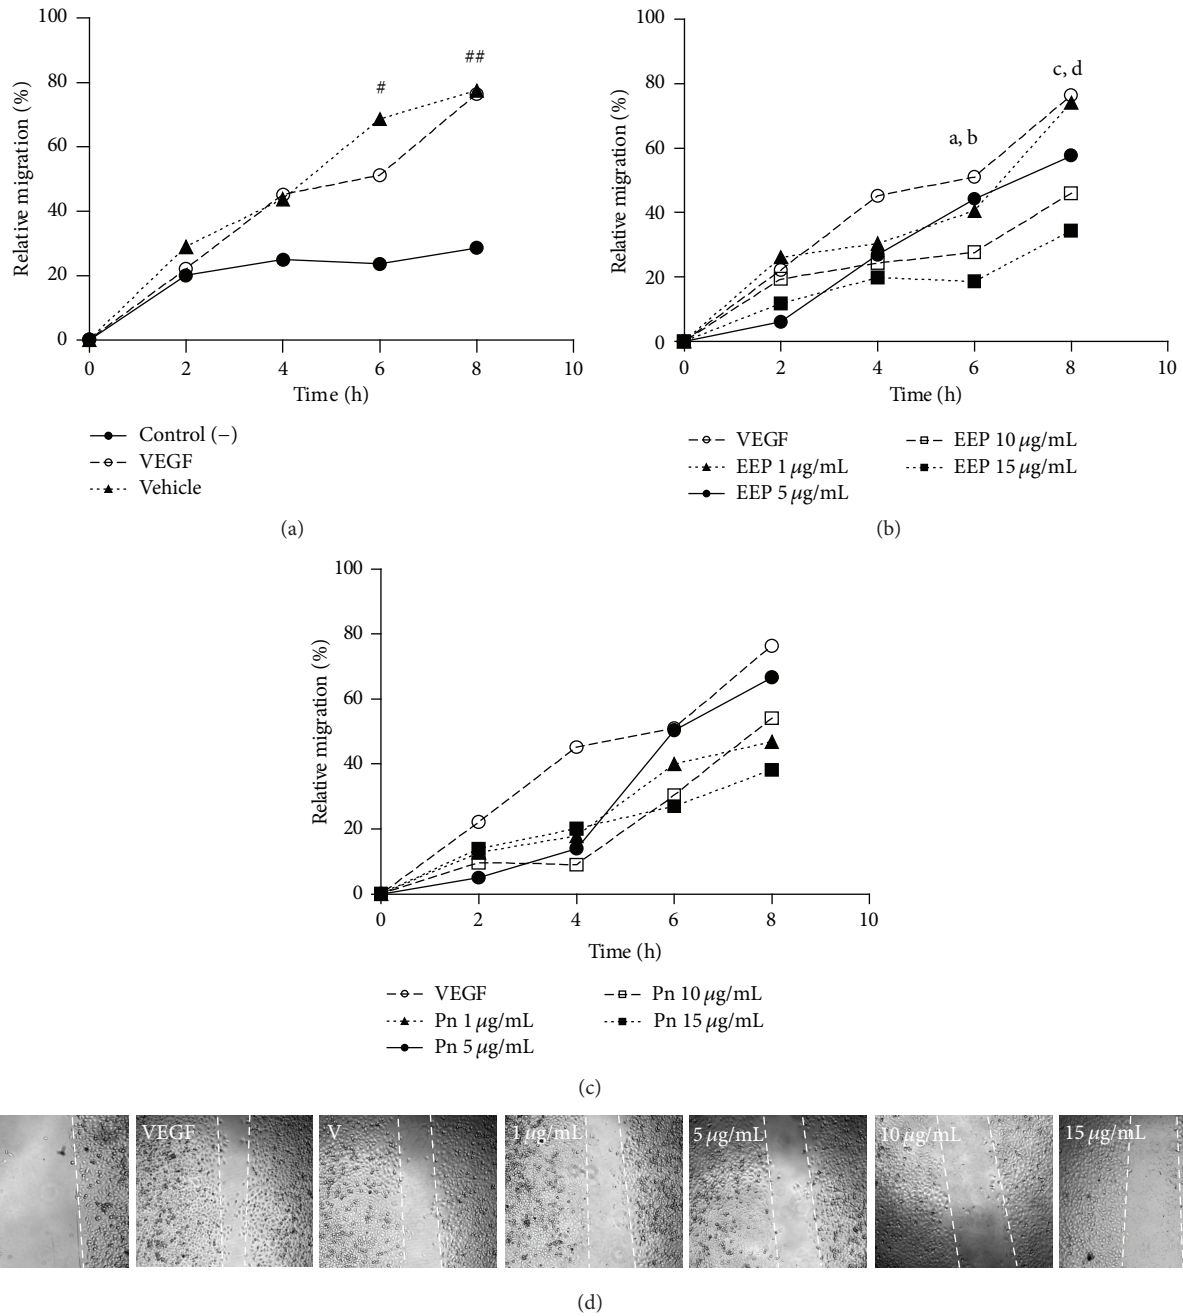 100
80
60
40
20
0
Relative migration (%)
#
##
0 2 4 6 8 10
Time (h)
Control (−)
VEGF
Vehicle
(a)
100
80
60
40
20
0
Relative migration (%)
a, b
c, d
0 2 4 6 8 10
Time (h)
VEGF
EEP 1 μg/mL
EEP 5 μg/mL
EEP 10 μg/mL
EEP 15 μg/mL
(b)
100
80
60
40
20
0
Relative migration (%)
0 2 4 6 8 10
Time (h)
VEGF
Pn 1 μg/mL
Pn 5 μg/mL
Pn 10 μg/mL
Pn 15 μg/mL
(c)
VEGF
V
1 μg/mL
5 μg/mL
10 μg/mL
15 μg/mL
(d)